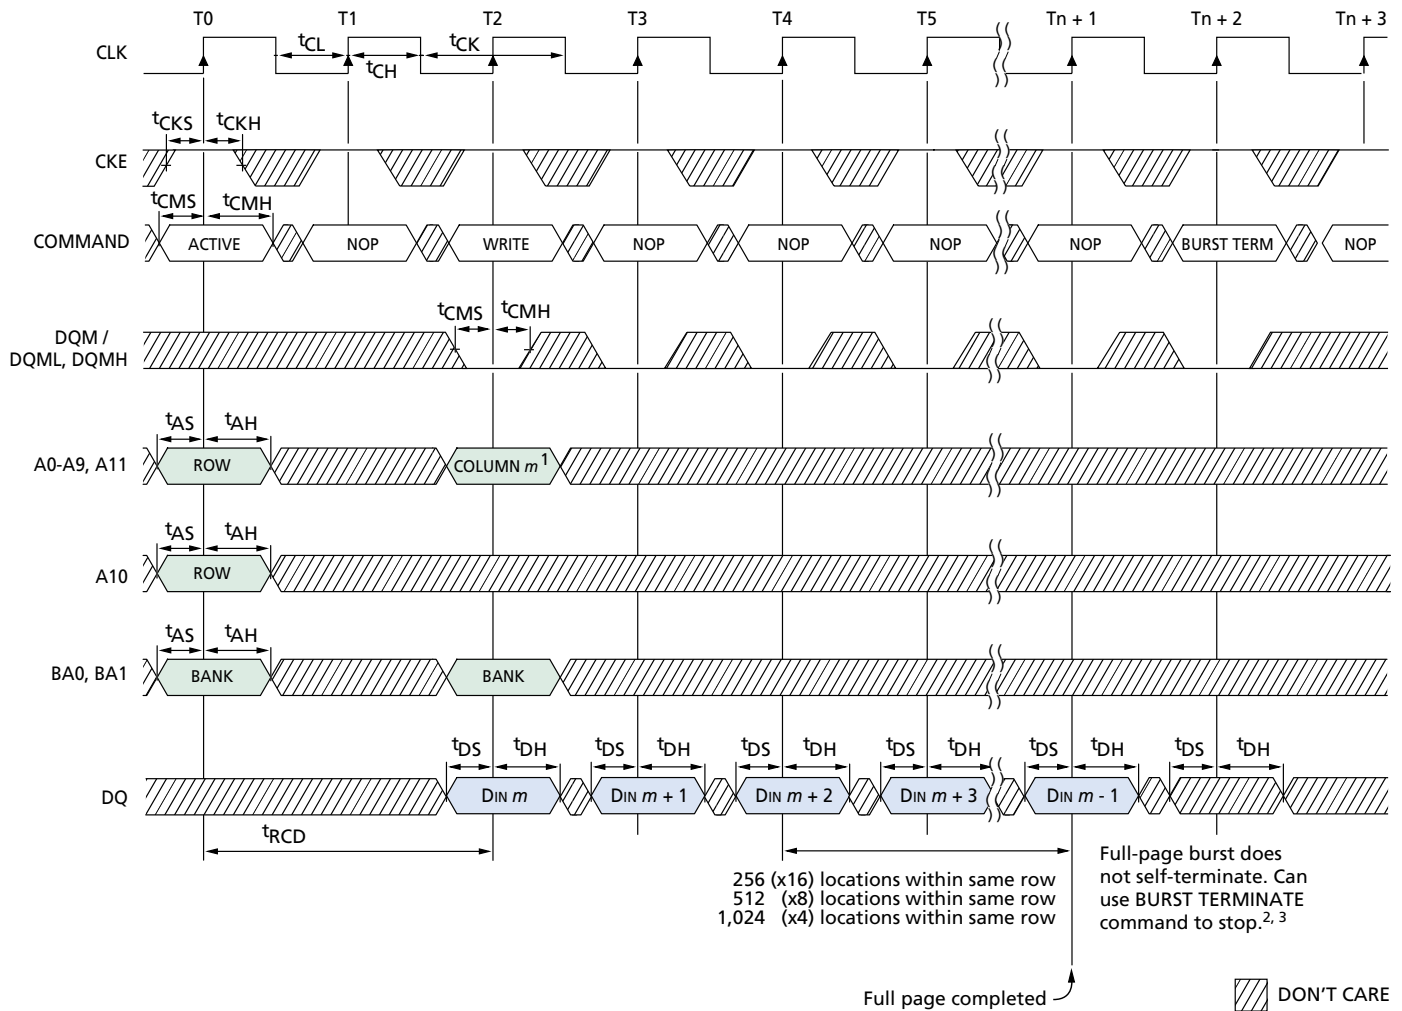 T0 T1 T2 T3 T4 T5 Tn + 1 Tn + 2 Tn + 3
CLK
tCL tCK
tCH
tCKS tCKH
CKE
tCMS tCMH
COMMAND ACTIVE NOP WRITE NOP NOP NOP NOP BURST TERM NOP
tCMS tCMH
DQM /
DQML, DQMH
tAS tAH
A0-A9, A11 ROW COLUMN m1
tAS tAH
A10 ROW
tAS tAH
BA0, BA1 BANK BANK
tDS tDH tDS tDH tDS tDH tDS tDH tDS tDH tDS tDH
DQ DIN m DIN m + 1 DIN m + 2 DIN m + 3 DIN m - 1
tRCD
256 (x16) locations within same row
512 (x8) locations within same row
1,024 (x4) locations within same row
Full-page burst does
not self-terminate. Can
use BURST TERMINATE
command to stop.2, 3
Full page completed
DON'T CARE